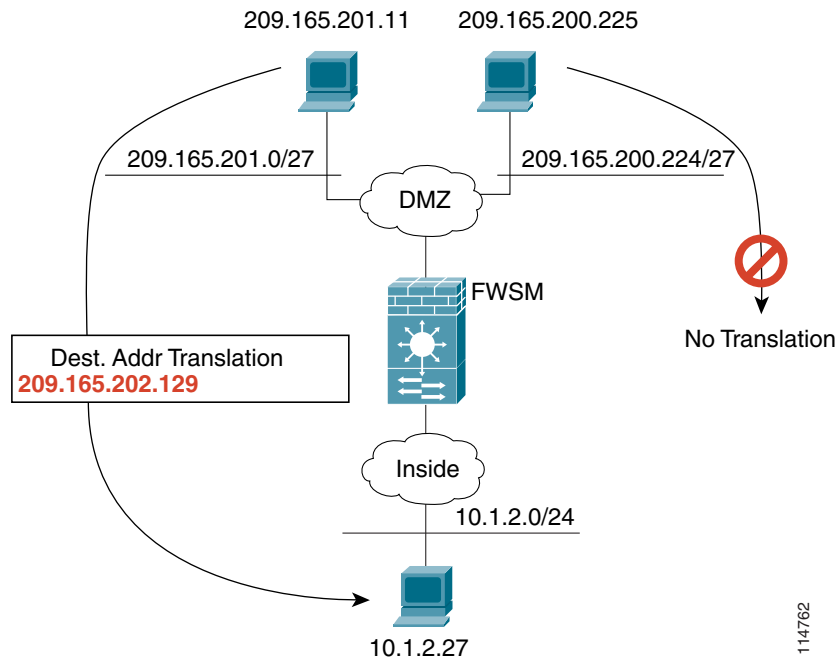 209.165.201.11
209.165.200.225
209.165.201.0/27
209.165.200.224/27
DMZ
FWSM
No Translation
Dest. Addr Translation
209.165.202.129
Inside
10.1.2.0/24
10.1.2.27
114762